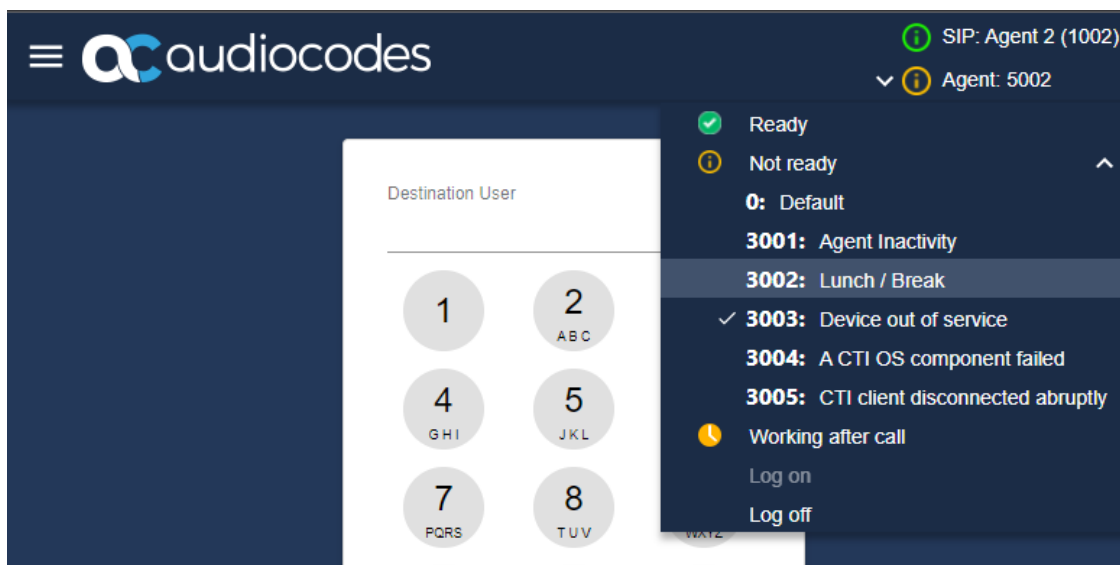 audiocodes
SIP: Agent 2 (1002)
Agent: 5002
Ready
Not ready
0: Default
3001: Agent Inactivity
3002: Lunch / Break
3003: Device out of service
3004: A CTI OS component failed
3005: CTI client disconnected abruptly
Working after call
Log on
Log off
Destination User
1
2
ABC
4
GHI
5
JKL
7
PQRS
8
TUV
WXYZ